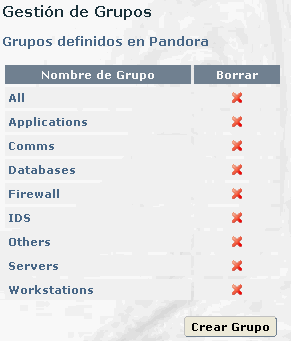 Gestión de Grupos
Grupos definidos en Pandora
Nombre de Grupo Borrar
All
Applications
Comms
Databases
Firewall
IDS
Others
Servers
Workstations
Crear Grupo